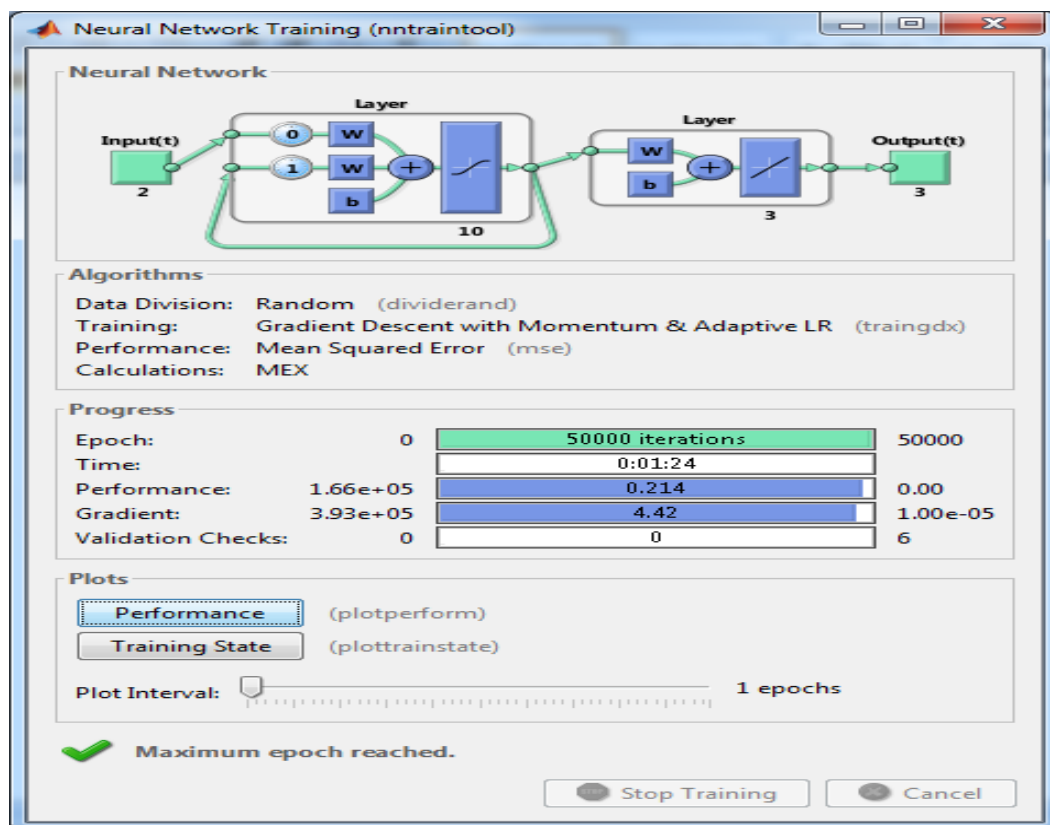 Neural Network Training (nntraintool)
Neural Network
Layer
Layer
Input(t)
Output(t)
0 W
W
1 W +
+
b
b
2
3
3
10
Algorithms
Data Division: Random (dividerand)
Training: Gradient Descent with Momentum & Adaptive LR (traingdx)
Performance: Mean Squared Error (mse)
Calculations: MEX
Progress
Epoch: 0 50000 iterations 50000
Time: 0:01:24
Performance: 1.66e+05 0.214 0.00
Gradient: 3.93e+05 4.42 1.00e-05
Validation Checks: 0 0 6
Plots
Performance (plotperform)
Training State (plottrainstate)
Plot Interval: 1 epochs
Maximum epoch reached.
Stop Training Cancel